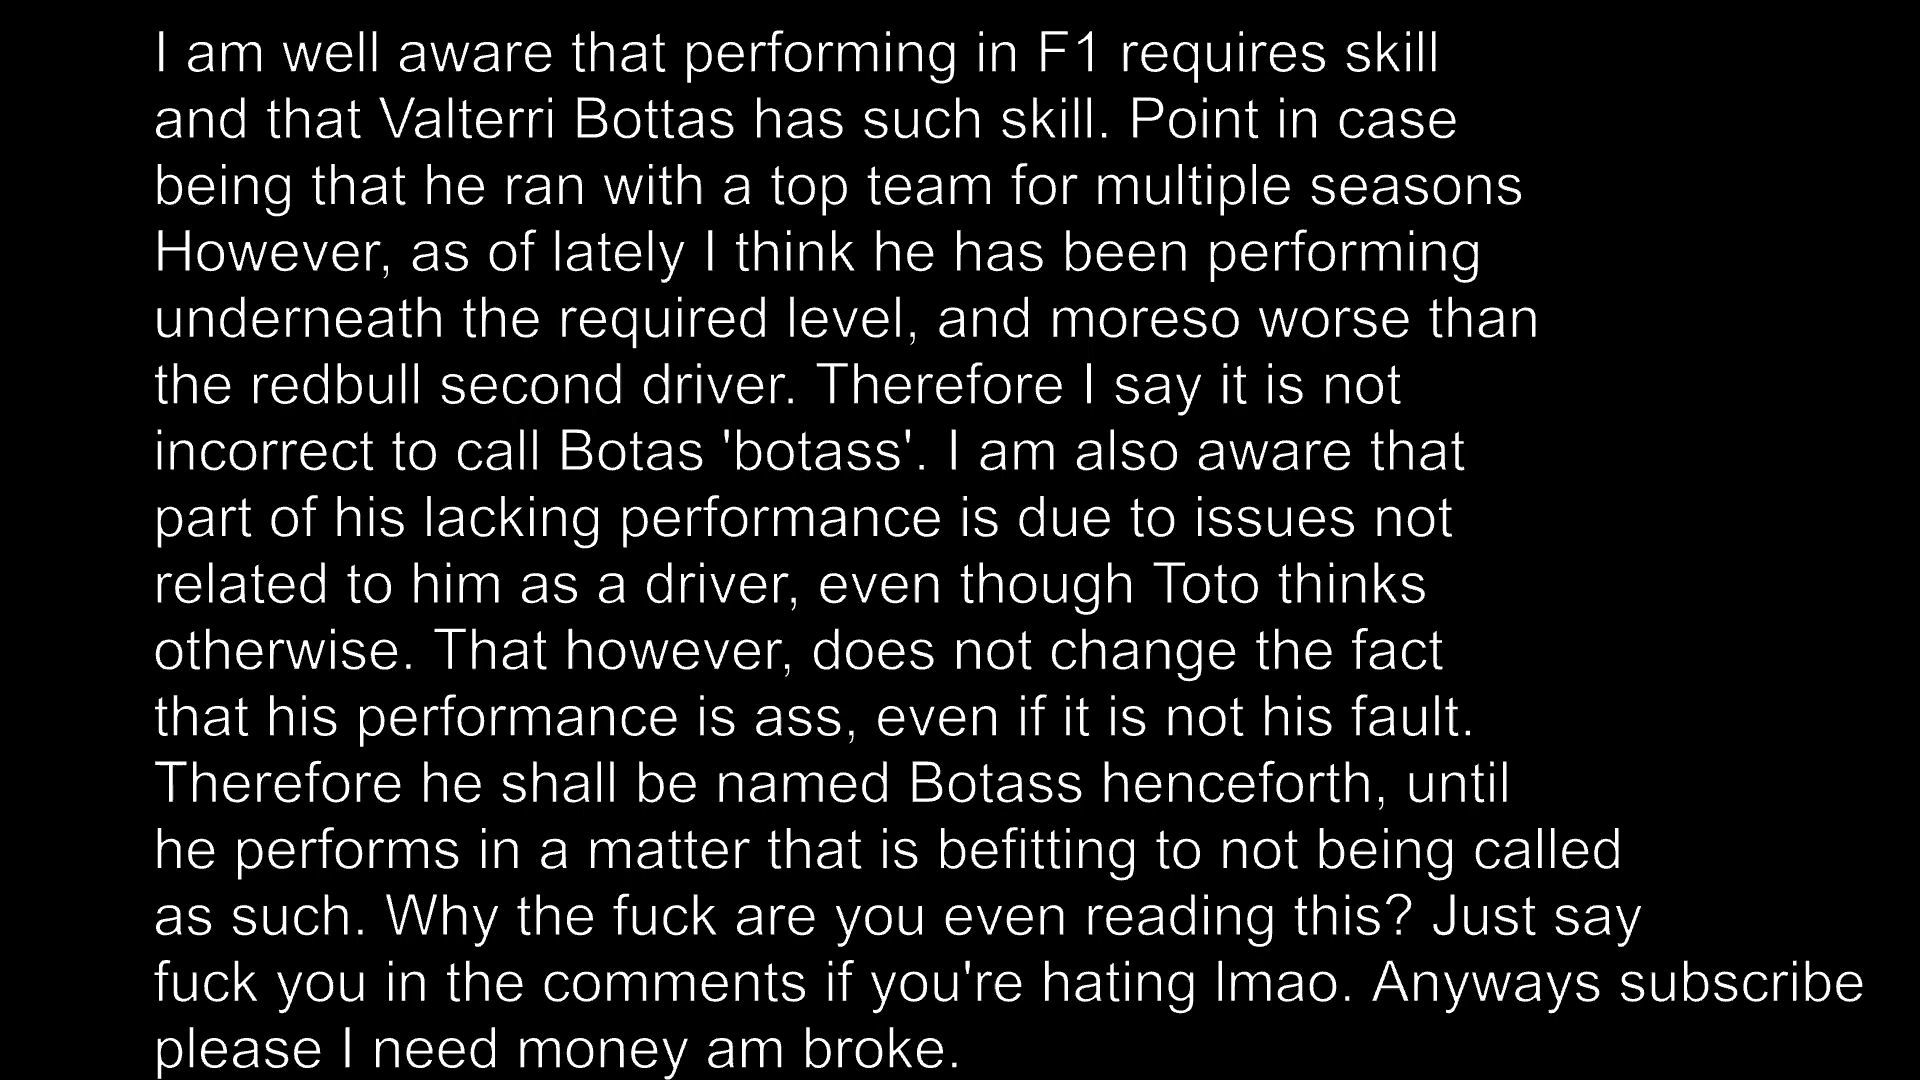 I am well aware that performing in F1 requires skill
and that Valterri Bottas has such skill. Point in case
being that he ran with a top team for multiple seasons
However, as of lately I think he has been performing
underneath the required level, and moreso worse than
the redbull second driver. Therefore I say it is not
incorrect to call Botas 'botass'. I am also aware that
part of his lacking performance is due to issues not
related to him as a driver, even though Toto thinks
otherwise. That however, does not change the fact
that his performance is ass, even if it is not his fault.
Therefore he shall be named Botass henceforth, until
he performs in a matter that is befitting to not being called
as such. Why the fuck are you even reading this? Just say
fuck you in the comments if you're hating lmao. Anyways subscribe
please I need money am broke.